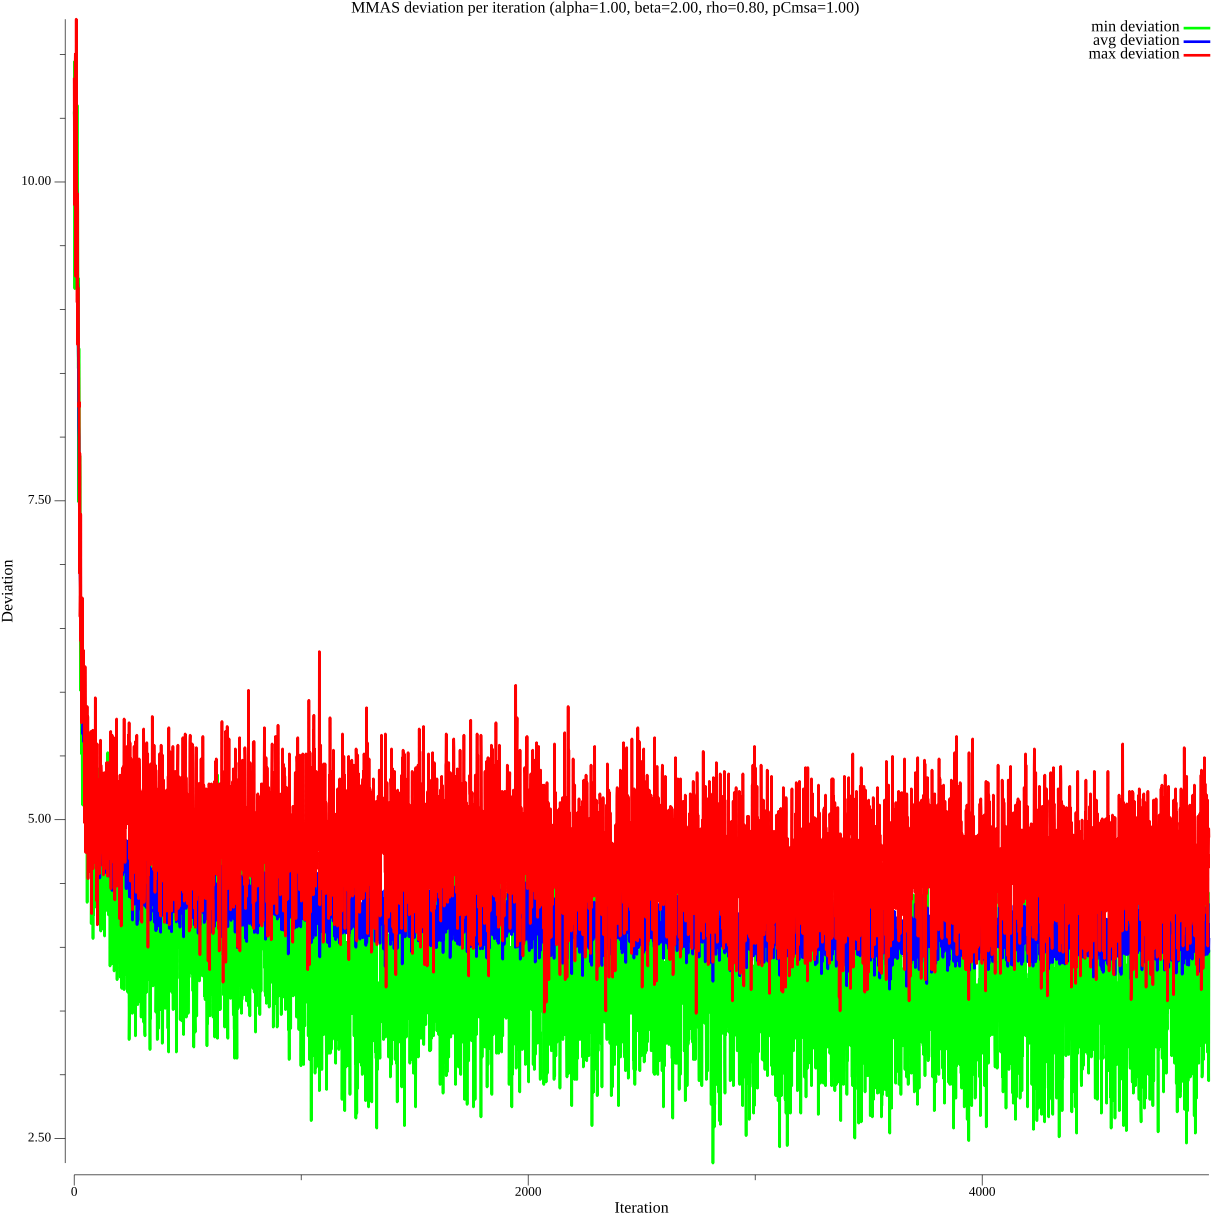 MMAS deviation per iteration (alpha=1.00, beta=2.00, rho=0.80, pCmsa=1.00)
min deviation
avg deviation
max deviation
10.00
7.50
5.00
2.50
Deviation
0
2000
4000
Iteration